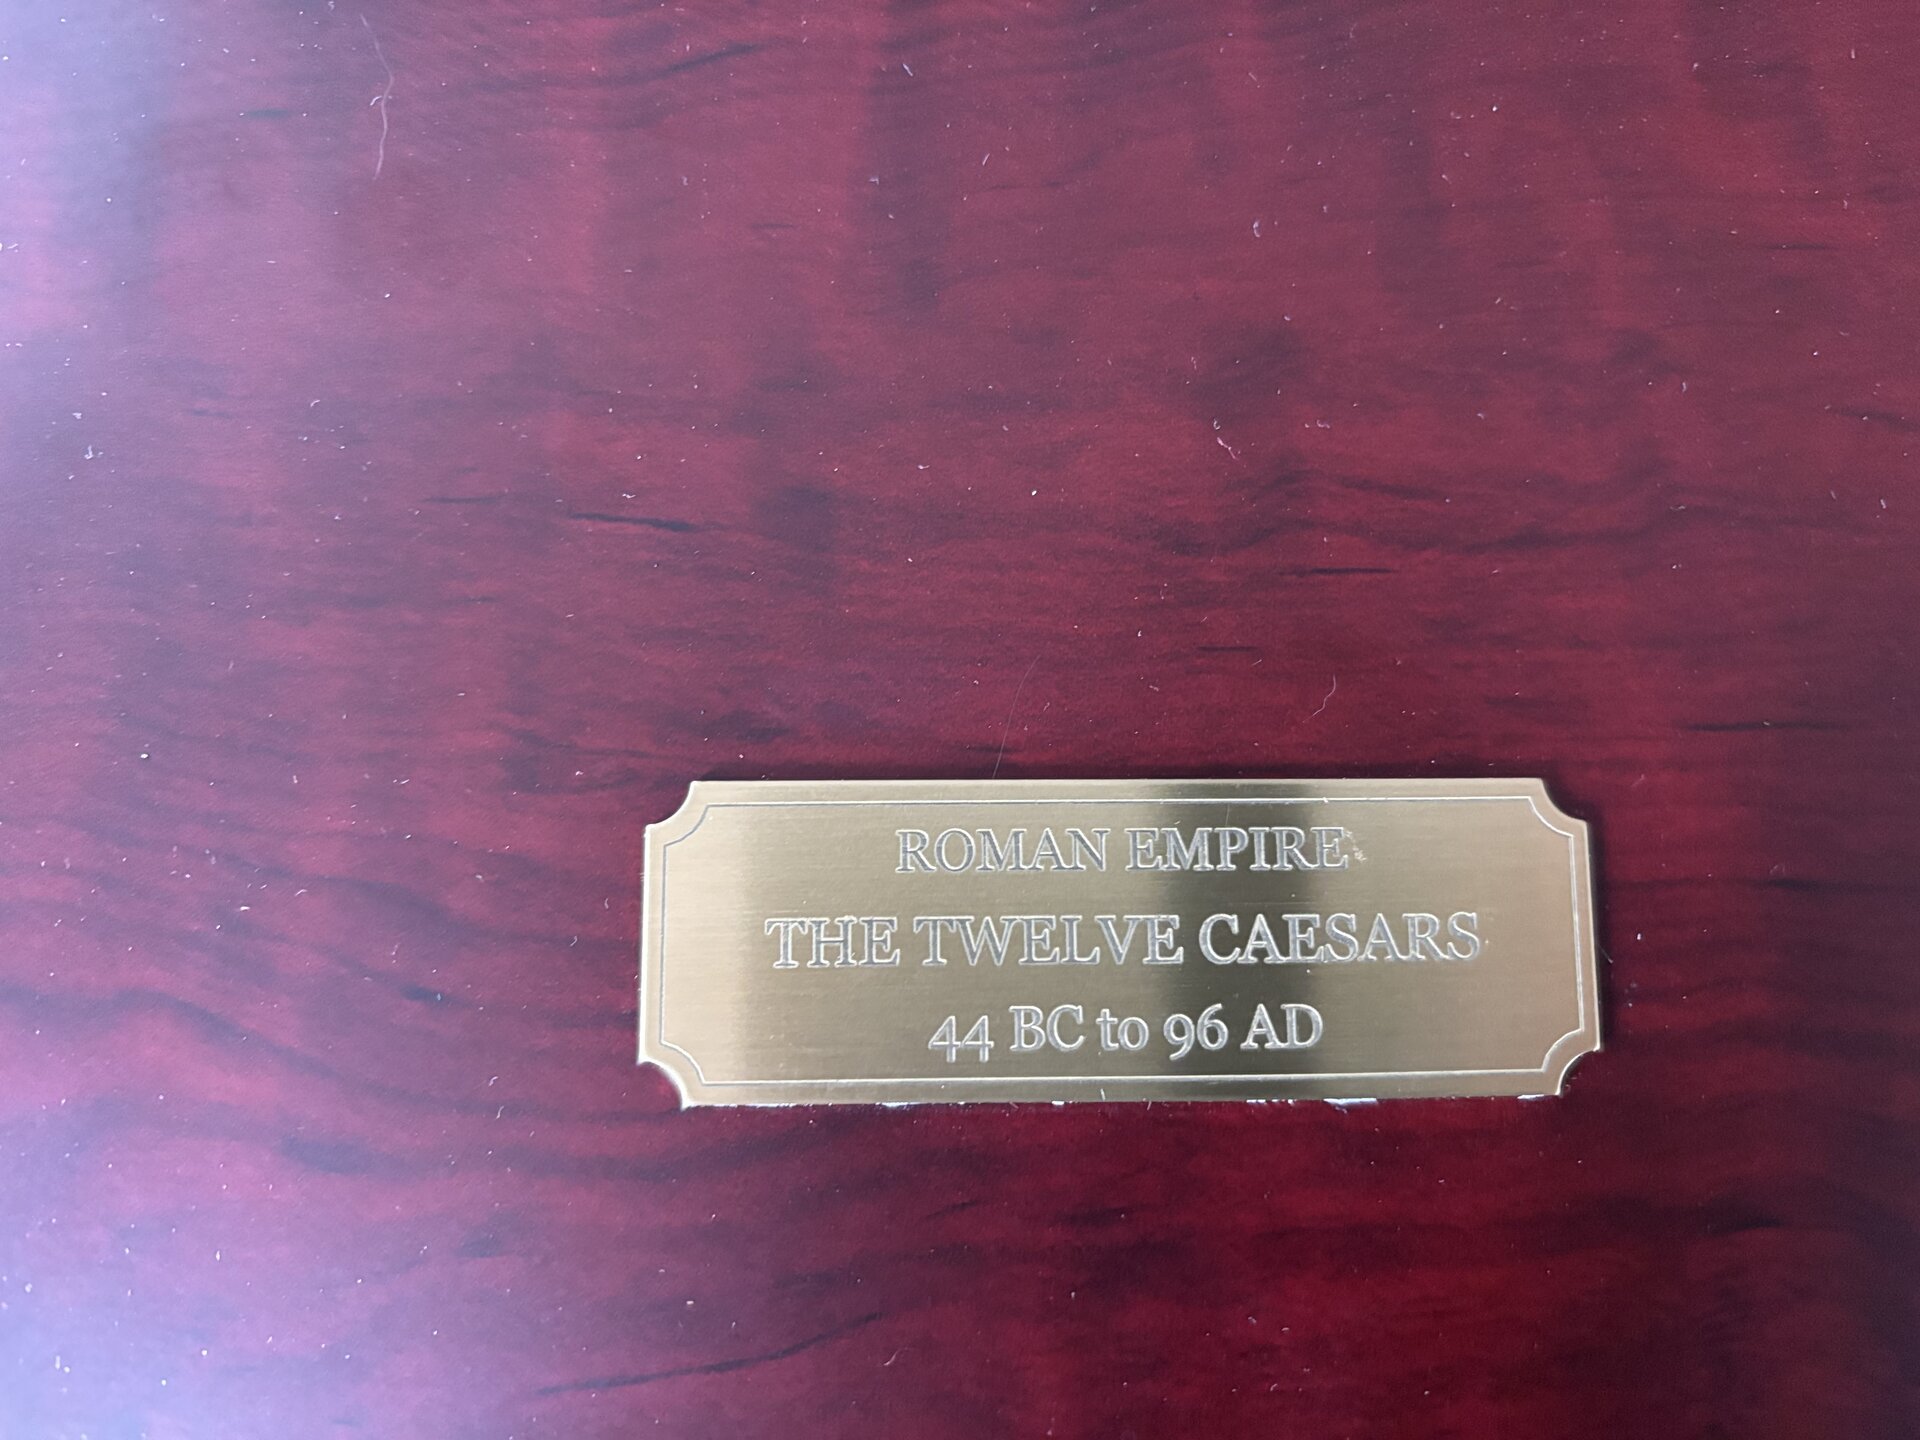 ROMAN EMPIRE
THE TWELVE CAESARS
44 BC to 96 AD